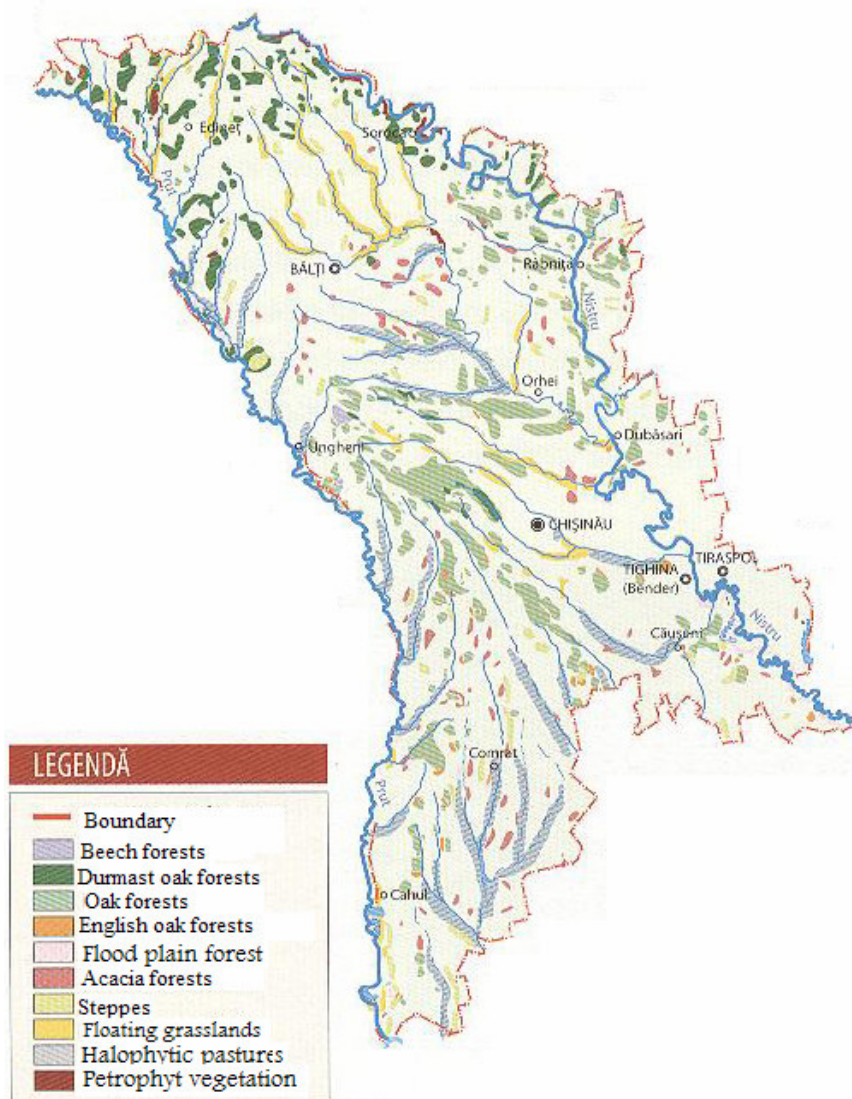 Edineț
Soroca
Prut
Râbnița
BĂLȚI
Nistru
Orhei
Dubăsari
Ungheni
CHIȘINĂU
TIRASPOL
TIGHINA
(Bender)
Nistru
Căușeni
Comrat
Prut
Cahul
LEGENDĂ
Boundary
Beech forests
Durmast oak forests
Oak forests
English oak forests
Flood plain forest
Acacia forests
Steppes
Floating grasslands
Halophytic pastures
Petrophyt vegetation